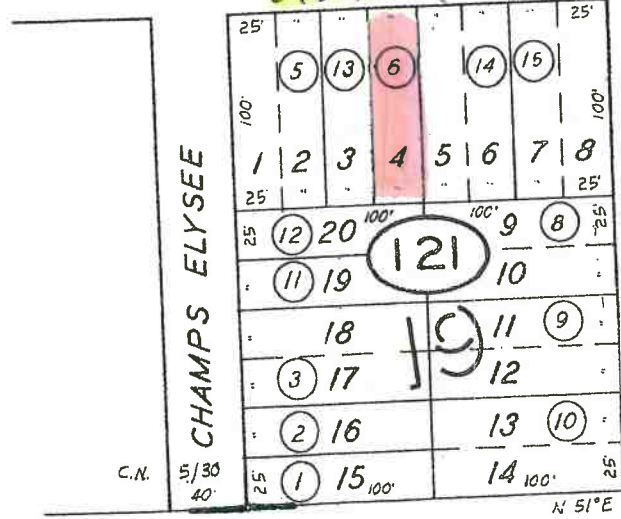 25' " " " " 25'
5 13 6 14 15
100' 100'
1 2 3 4 5 6 7 8
25' " " " " 25'
CHAMPS ELYSEE
25' 12 20 100' 100' 9 8 25'
121
" 11 19 10 "
" 18 11 9 "
19
" 3 17 12 "
" 2 16 13 10 "
25' 1 15 100' 14 100' 25'
C.N. 5/30
40'
N 51°E